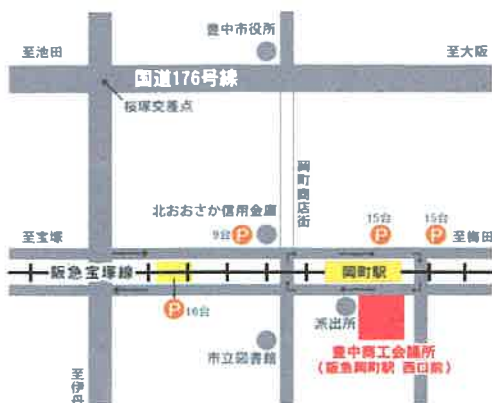 豊中市役所
至池田
至大阪
国道176号線
桜塚交差点
岡町商店街
北おおさか信用金庫
9台
P
15台
P
15台
P
至宝塚
至梅田
阪急宝塚線
岡町駅
P
16台
派出所
市立図書館
豊中商工会議所
(阪急岡町駅 西口前)
至伊丹